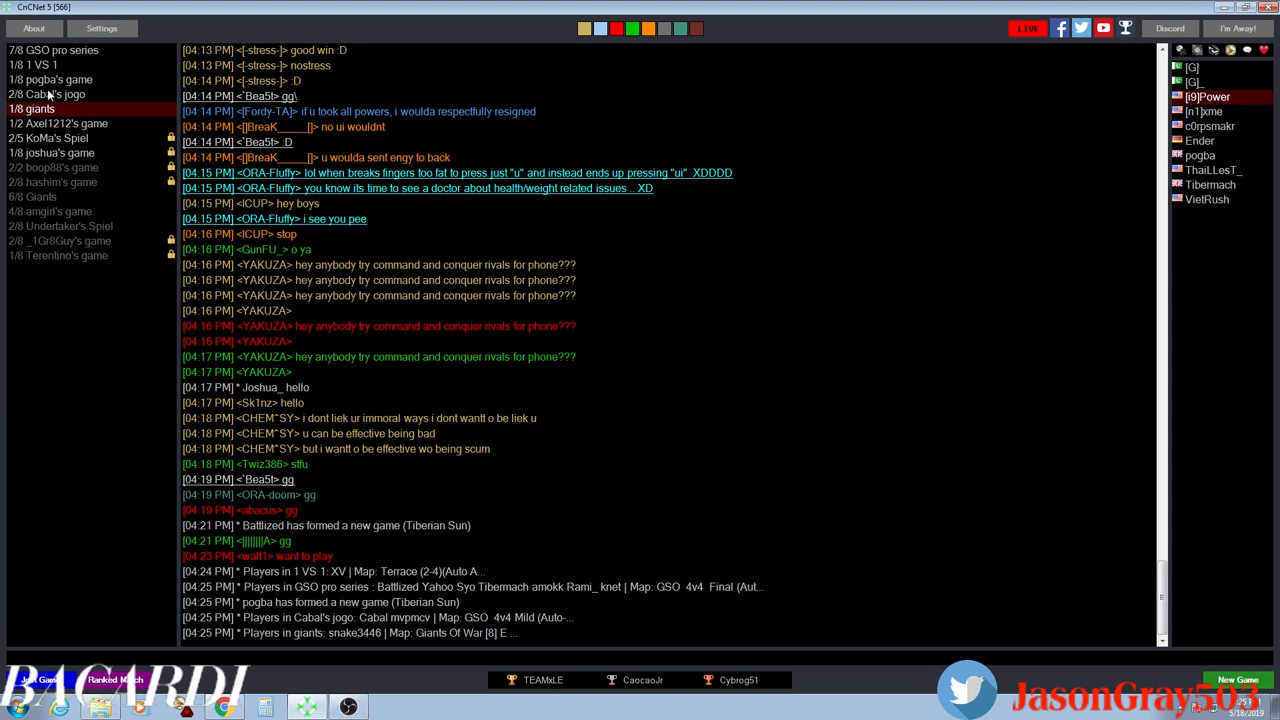 CnCNet 5 [566]
About
Settings
LIVE
Discord
I'm Away!
7/8 GSO pro series
1/8 1 VS 1
1/8 pogba's game
2/8 Cabal's jogo
1/8 giants
1/2 Axel1212's game
2/5 KoMa's Spiel
1/8 joshua's game
2/2 boop88's game
2/8 hashim's game
6/8 Giants
4/8 amgirl's game
2/8 Undertaker's Spiel
2/8 _1Gr8Guy's game
1/8 Terentino's game
[04:13 PM] <[-stress-]> good win :D
[04:13 PM] <[-stress-]> nostress
[04:14 PM] <[-stress-]> :D
[04:14 PM] <`Bea5t> gg\
[04:14 PM] <[Fordy-TA]> if u took all powers, i woulda respectfully resigned
[04:14 PM] <[]BreaK_____[]> no ui wouldnt
[04:14 PM] <`Bea5t> :D
[04:14 PM] <[]BreaK_____[]> u woulda sent engy to back
[04:15 PM] <ORA-Fluffy> lol when breaks fingers too fat to press just "u" and instead ends up pressing "ui"  XDDDD
[04:15 PM] <ORA-Fluffy> you know its time to see a doctor about health/weight related issues .. XD
[04:15 PM] <ICUP> hey boys
[04:15 PM] <ORA-Fluffy> i see you pee
[04:16 PM] <ICUP> stop
[04:16 PM] <GunFU_> o ya
[04:16 PM] <YAKUZA> hey anybody try command and conquer rivals for phone???
[04:16 PM] <YAKUZA> hey anybody try command and conquer rivals for phone???
[04:16 PM] <YAKUZA> hey anybody try command and conquer rivals for phone???
[04:16 PM] <YAKUZA>
[04:16 PM] <YAKUZA> hey anybody try command and conquer rivals for phone???
[04:16 PM] <YAKUZA>
[04:17 PM] <YAKUZA> hey anybody try command and conquer rivals for phone???
[04:17 PM] <YAKUZA>
[04:17 PM] * Joshua_ hello
[04:17 PM] <Sk1nz> hello
[04:18 PM] <CHEM^SY> i dont liek ur immoral ways i dont wantt o be liek u
[04:18 PM] <CHEM^SY> u can be effective being bad
[04:18 PM] <CHEM^SY> but i wantt o be effective wo being scum
[04:18 PM] <Twiz386> stfu
[04:19 PM] <`Bea5t> gg
[04:19 PM] <ORA-doom> gg
[04:19 PM] <abacus> gg
[04:21 PM] * Battlized has formed a new game (Tiberian Sun)
[04:21 PM] <||||||||A> gg
[04:23 PM] <walt1> want to play
[04:24 PM] * Players in 1 VS 1: XV | Map: Terrace (2-4)(Auto A...
[04:25 PM] * Players in GSO pro series : Battlized Yahoo Syo Tibermach amokk Rami_ knet | Map: GSO  4v4  Final (Aut...
[04:25 PM] * pogba has formed a new game (Tiberian Sun)
[04:25 PM] * Players in Cabal's jogo: Cabal mvpmcv | Map: GSO  4v4 Mild (Auto-...
[04:25 PM] * Players in giants: snake3446 | Map: Giants Of War [8] E ...
[G]
[G]_
[i9]Power
[n1]xme
c0rpsmakr
Ender
pogba
ThaiLLesT_
Tibermach
VietRush
Ranked Match
BACARDI
TEAMxLE
CaocaoJr
Cybrog51
New Game
JasonGray503
5/18/2019